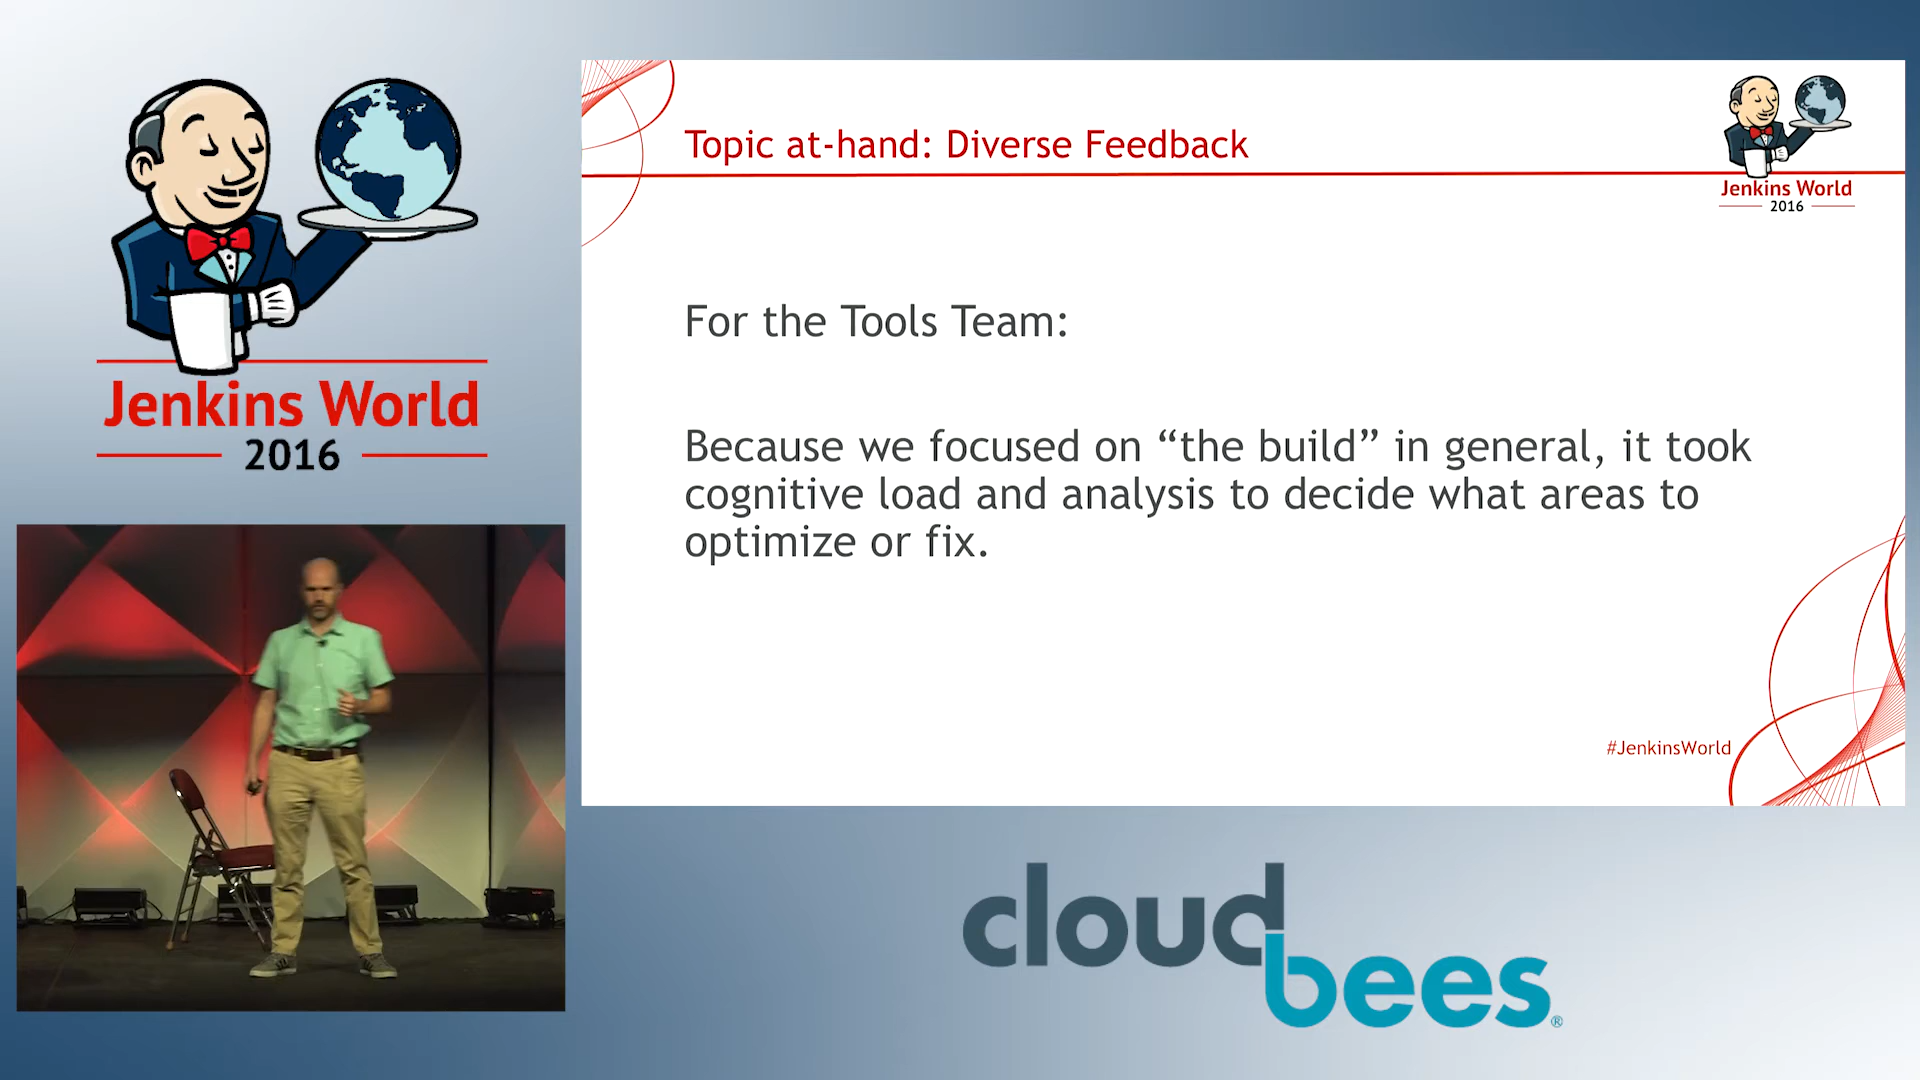 Jenkins World
2016
Topic at-hand: Diverse Feedback
Jenkins World
2016
For the Tools Team:
Because we focused on “the build” in general, it took
cognitive load and analysis to decide what areas to
optimize or fix.
#JenkinsWorld
cloud
bees®